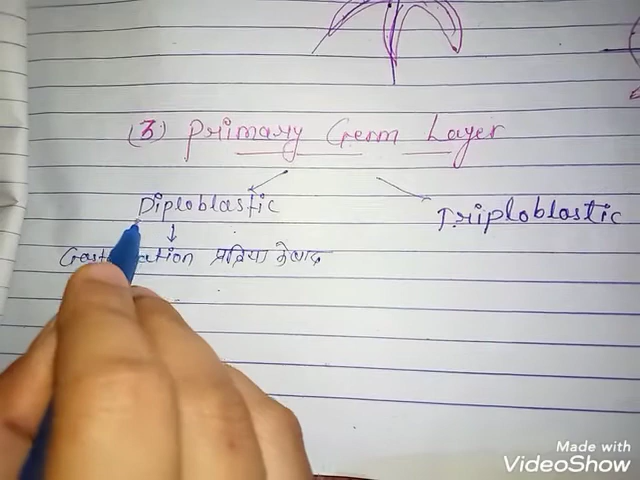 (3) Primary Germ Layer
Diploblastic
Triploblastic
प्रक्रिया के बाद
Made with
VideoShow